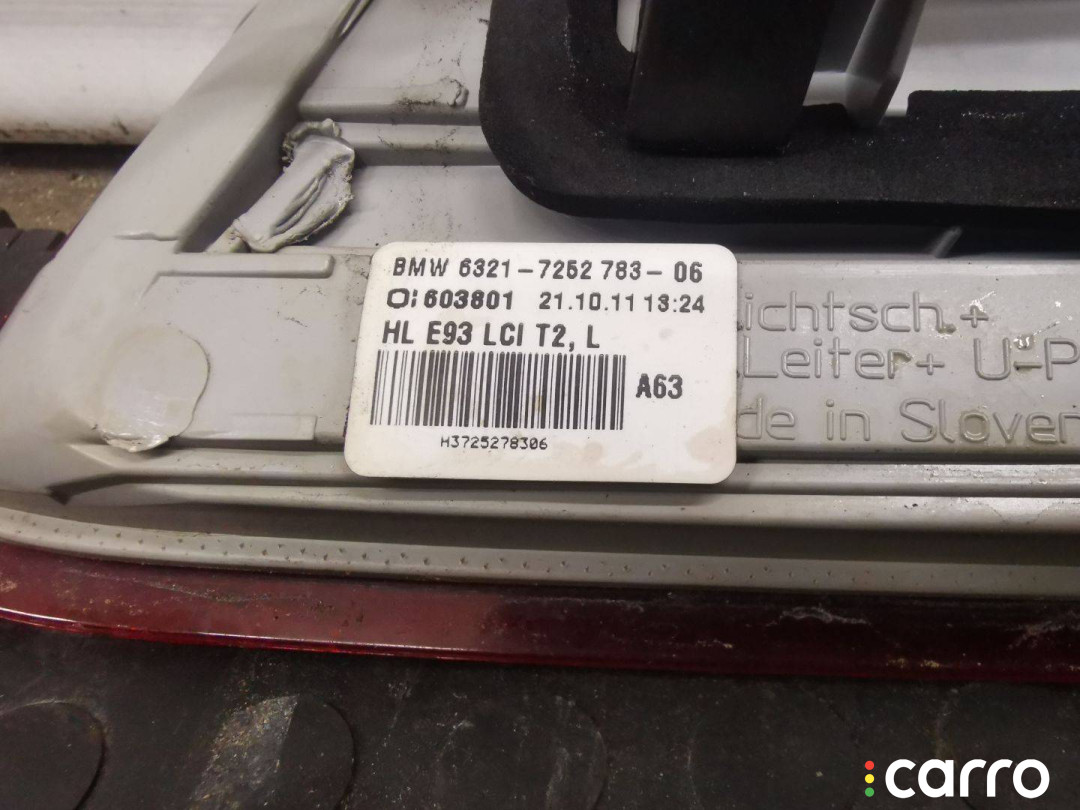 BMW 6321-7252 783-06
603801 21.10.11 13:24
HL E93 LCI T2, L
A63
H3725278306
ichtsch.+
Leiter+ U-P
de in Sloven
carro